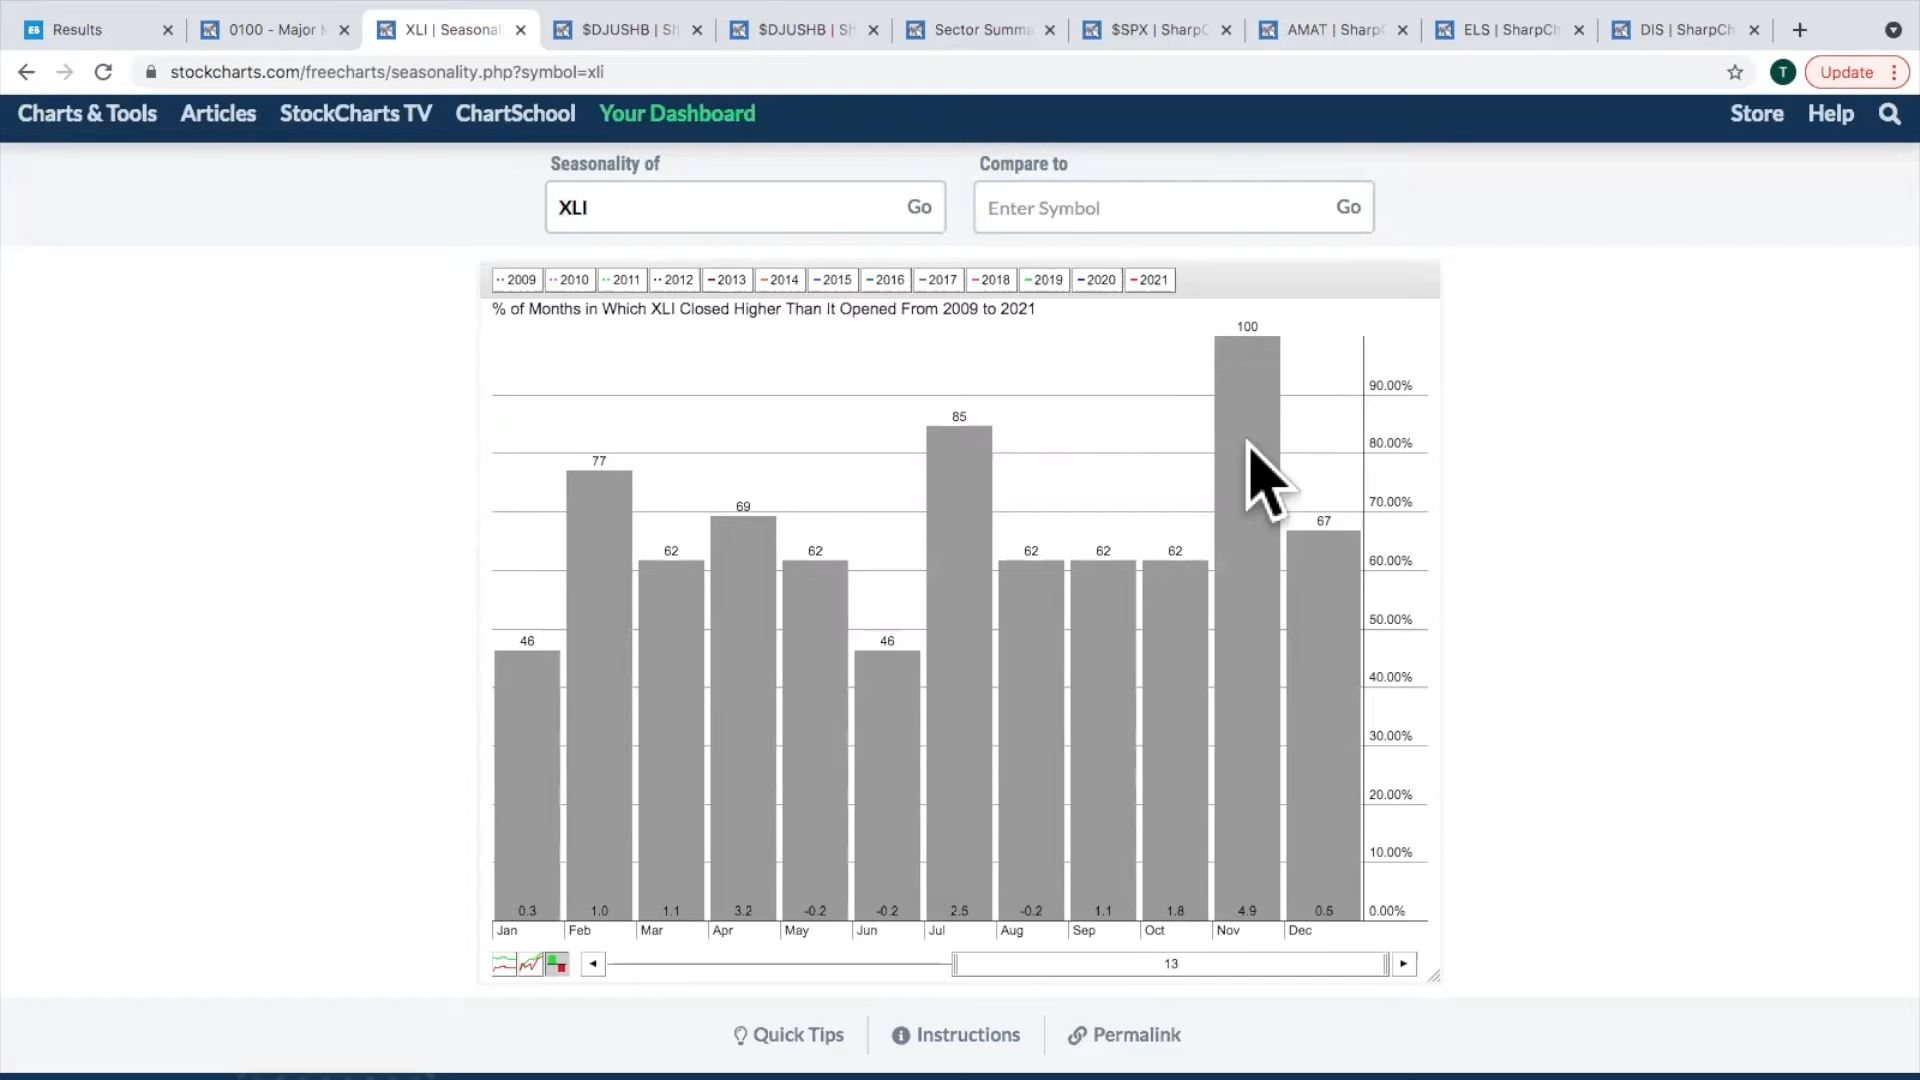 Results
0100 - Major
XLI | Seasonal
$DJUSHB | Sh
$DJUSHB | Sh
Sector Summa
$SPX | SharpC
AMAT | SharpC
ELS | SharpCh
DIS | SharpCh
stockcharts.com/freecharts/seasonality.php?symbol=xli
T
Update
Charts & Tools
Articles
StockCharts TV
ChartSchool
Your Dashboard
Store
Help
Seasonality of
Compare to
XLI
Go
Enter Symbol
Go
2009
2010
2011
2012
2013
2014
2015
2016
2017
2018
2019
2020
2021
% of Months in Which XLI Closed Higher Than It Opened From 2009 to 2021
100
90.00%
85
80.00%
77
70.00%
69
67
62
62
62
62
62
60.00%
50.00%
46
46
40.00%
30.00%
20.00%
10.00%
0.3
1.0
1.1
3.2
-0.2
-0.2
2.5
-0.2
1.1
1.8
4.9
0.5
0.00%
Jan
Feb
Mar
Apr
May
Jun
Jul
Aug
Sep
Oct
Nov
Dec
13
Quick Tips
Instructions
Permalink